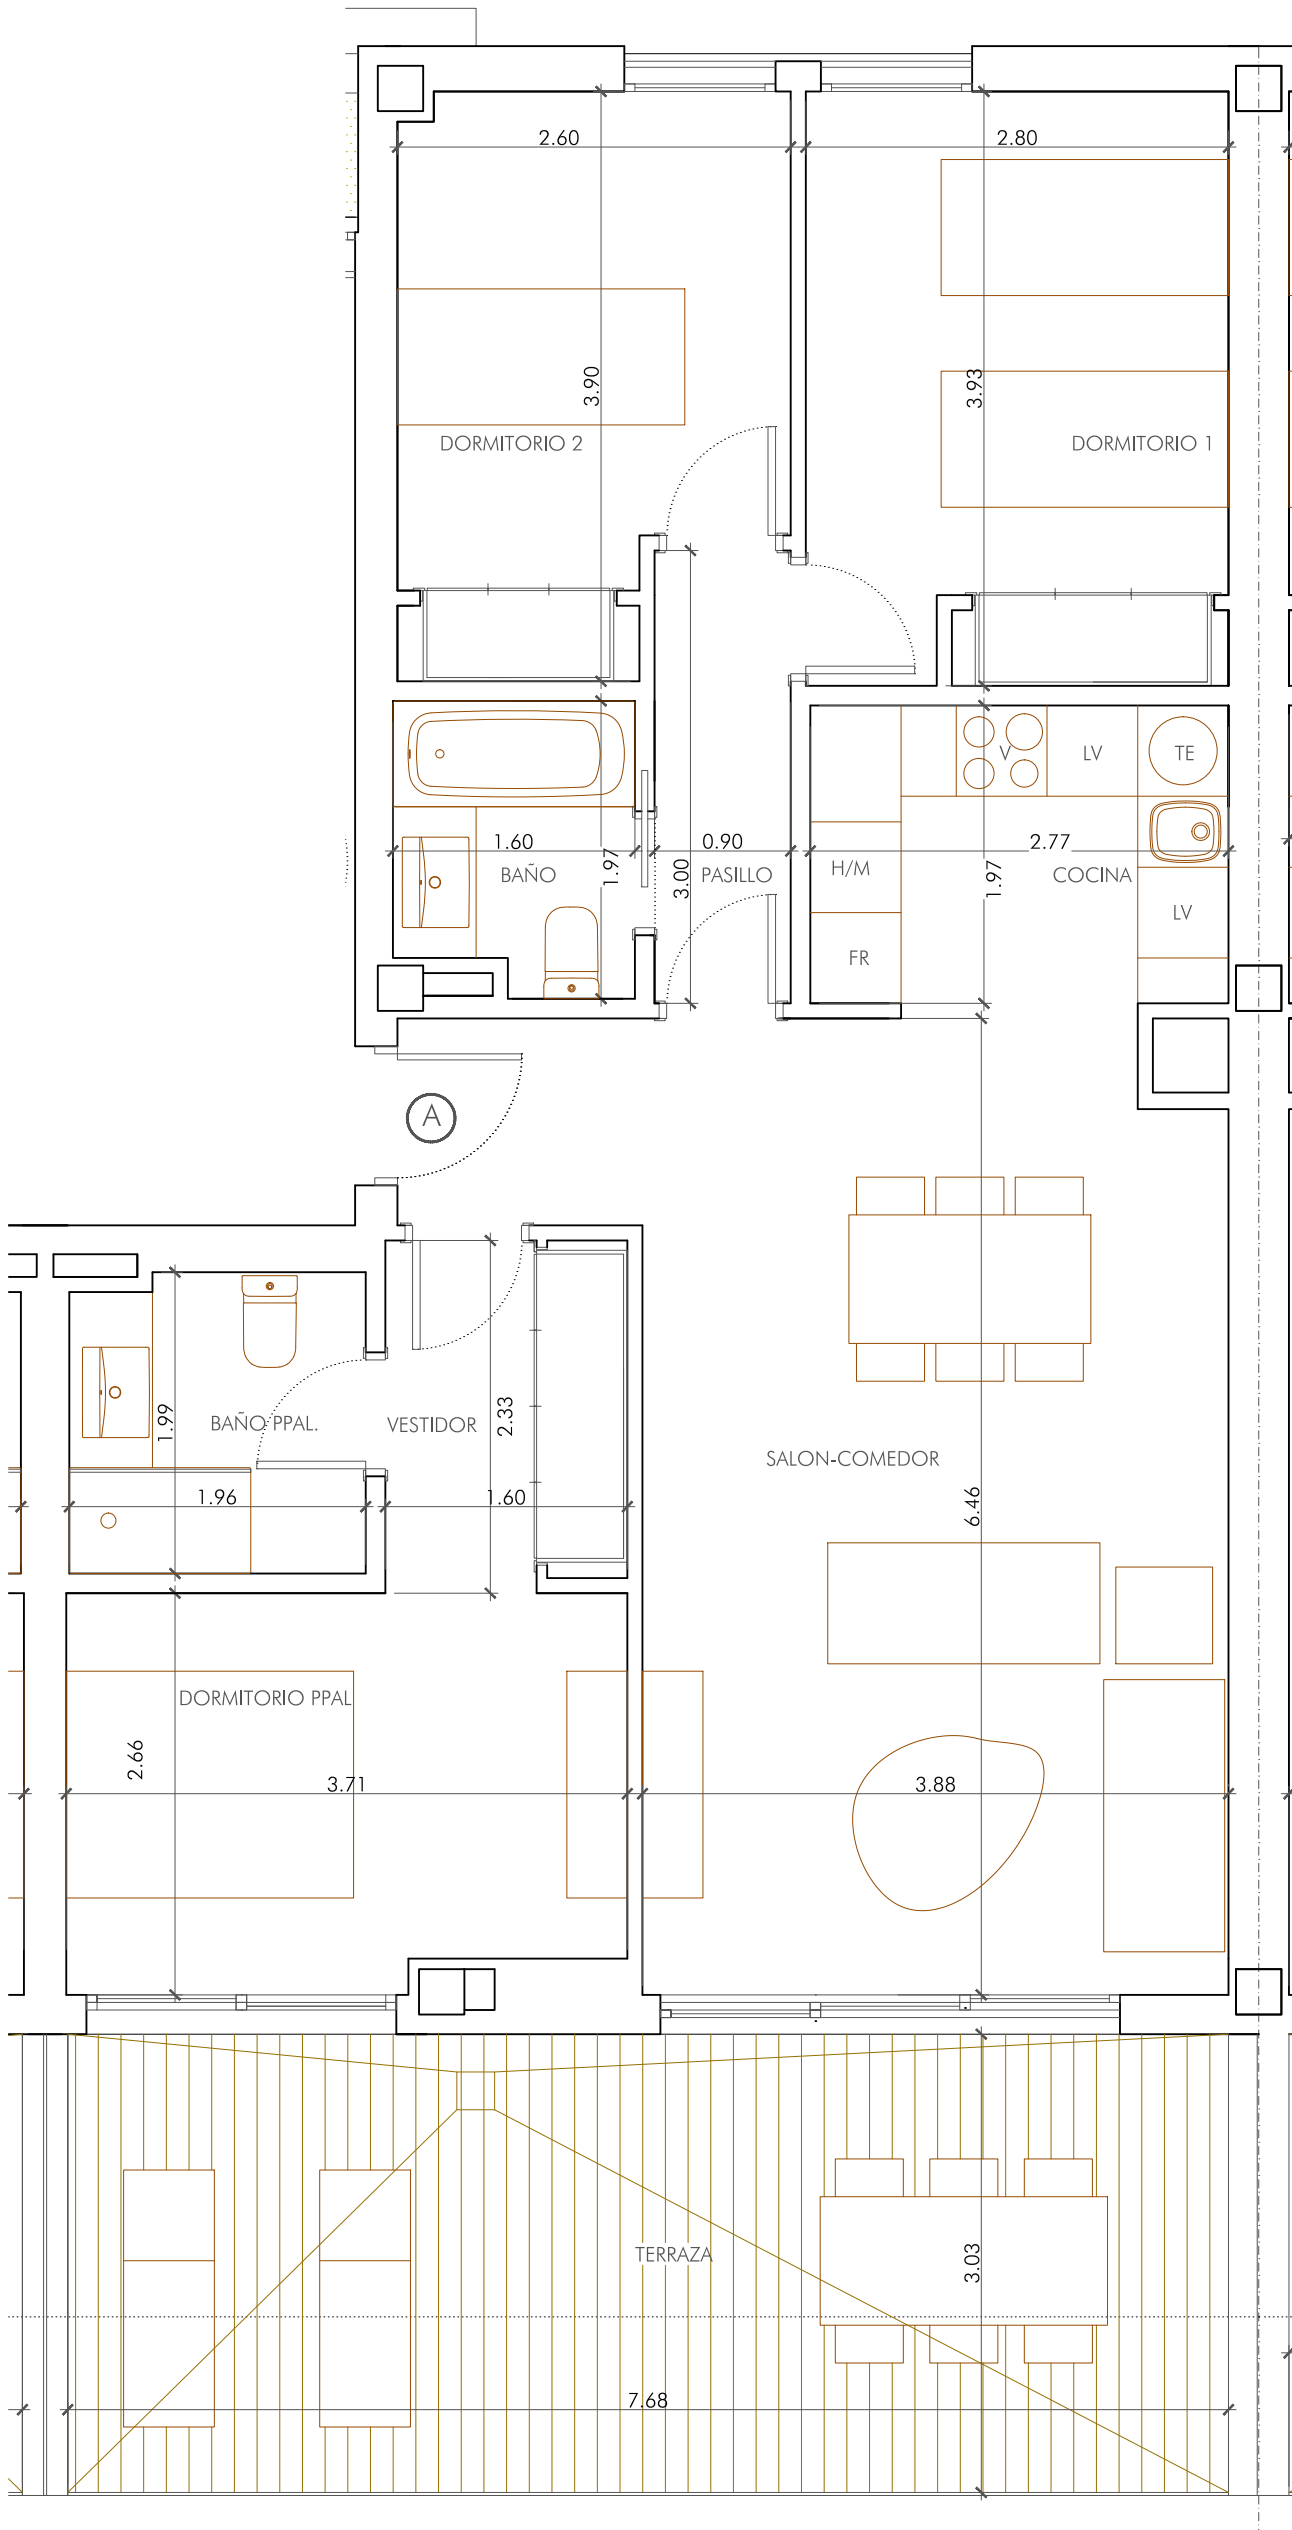 2.60
2.80
3.90
3.93
DORMITORIO 2
DORMITORIO 1
V
LV
TE
1.60
0.90
2.77
BAÑO
1.97
PASILLO
3.00
H/M
1.97
COCINA
LV
FR
A
BAÑO PPAL.
1.99
VESTIDOR
2.33
SALON-COMEDOR
1.96
1.60
6.46
DORMITORIO PPAL
2.66
3.71
3.88
TERRAZA
3.03
7.68